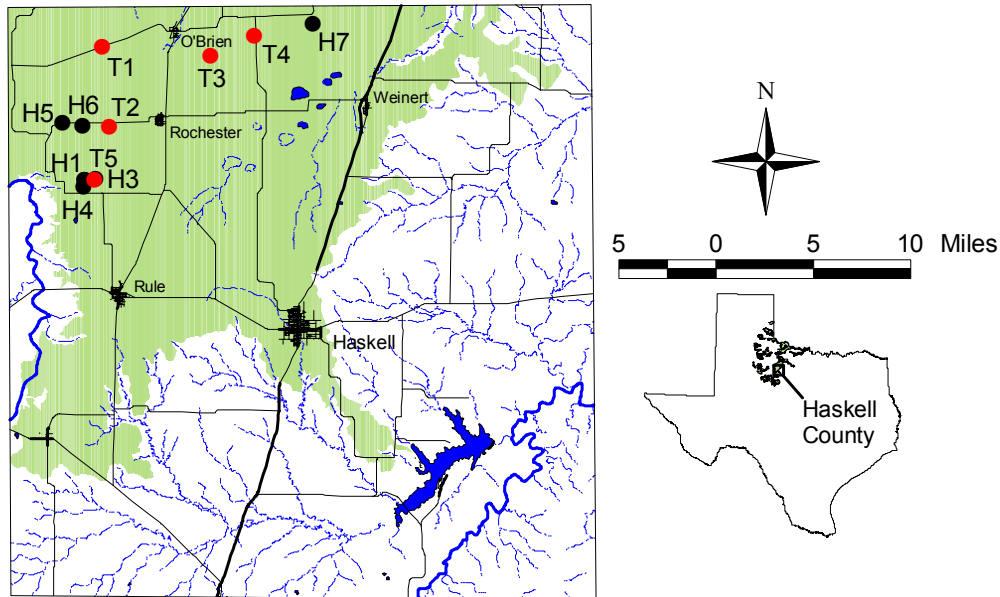 O'Brien
H7
T1
T3
T4
Weinert
H5
H6
T2
Rochester
H1
T5
H3
H4
Rule
Haskell
N
5 0 5 10 Miles
Haskell
County